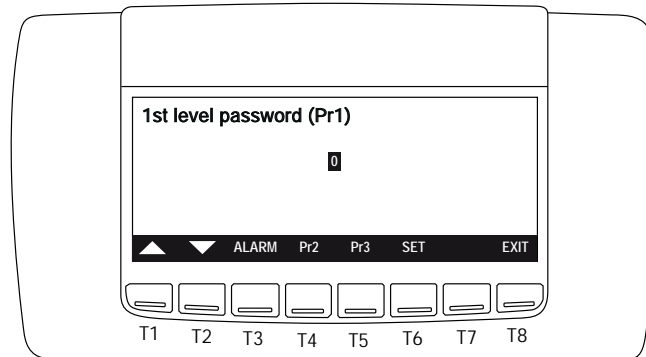 1st level password (Pr1)
0
ALARM Pr2 Pr3 SET EXIT
T1 T2 T3 T4 T5 T6 T7 T8